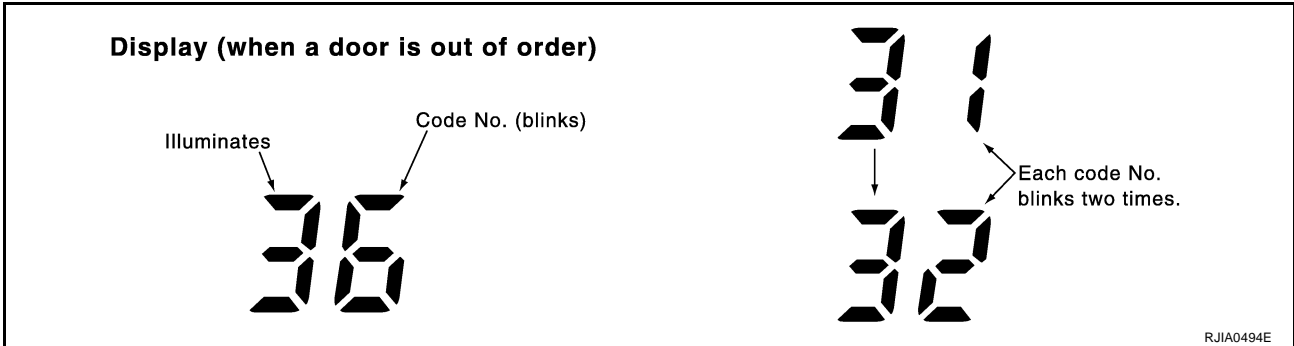 Display (when a door is out of order)
Illuminates
Code No. (blinks)
36
31
Each code No.
blinks two times.
32
RJIA0494E